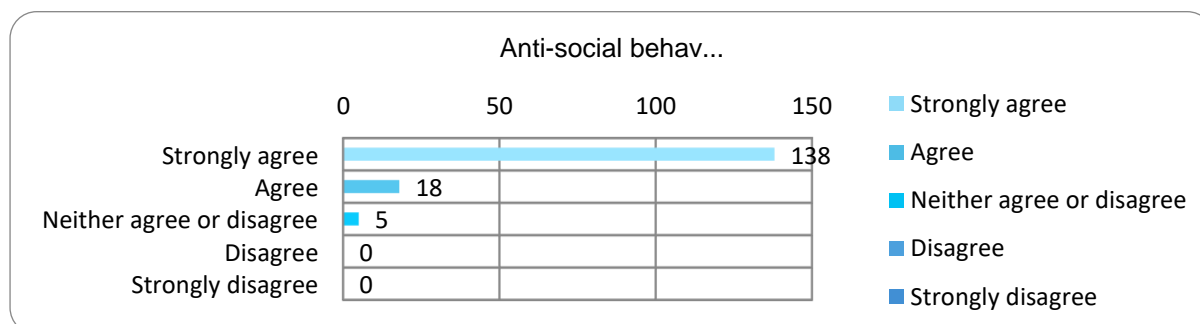 Anti-social behav...
0 50 100 150
Strongly agree 138
Agree 18
Neither agree or disagree 5
Disagree 0
Strongly disagree 0
Strongly agree
Agree
Neither agree or disagree
Disagree
Strongly disagree